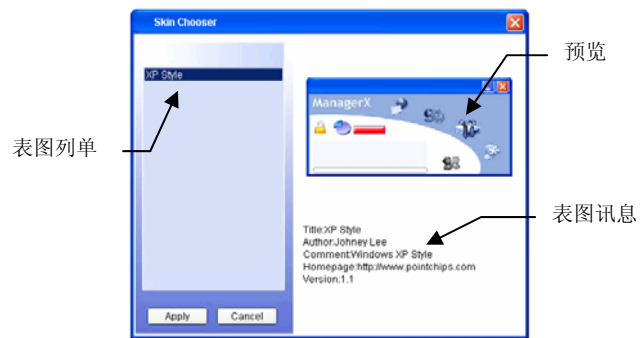 Skin Chooser
XP Style
表图列单
Apply
Cancel
ManagerX
预览
Title:XP Style
Author:Johney Lee
Comment:Windows XP Style
Homepage:http://www.pointchips.com
Version:1.1
表图讯息